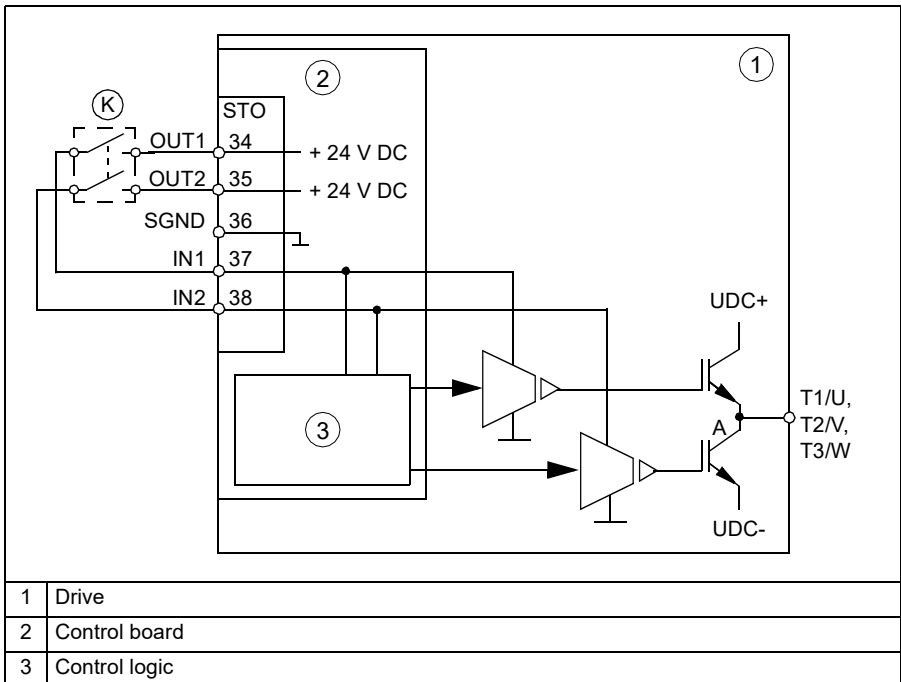 1
2
K
STO
OUT1 34 + 24 V DC
OUT2 35 + 24 V DC
SGND 36
IN1 37
IN2 38
UDC+
3
A
T1/U,
T2/V,
T3/W
UDC-
1 Drive
2 Control board
3 Control logic